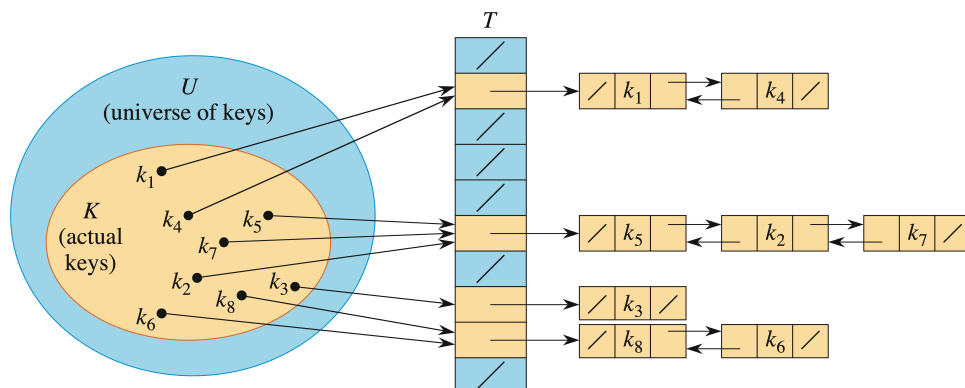 T
U
(universe of keys)
K
(actual
keys)
k1
k4
k5
k7
k2
k8
k3
k6
k1 k4
k5 k2 k7
k3
k8 k6